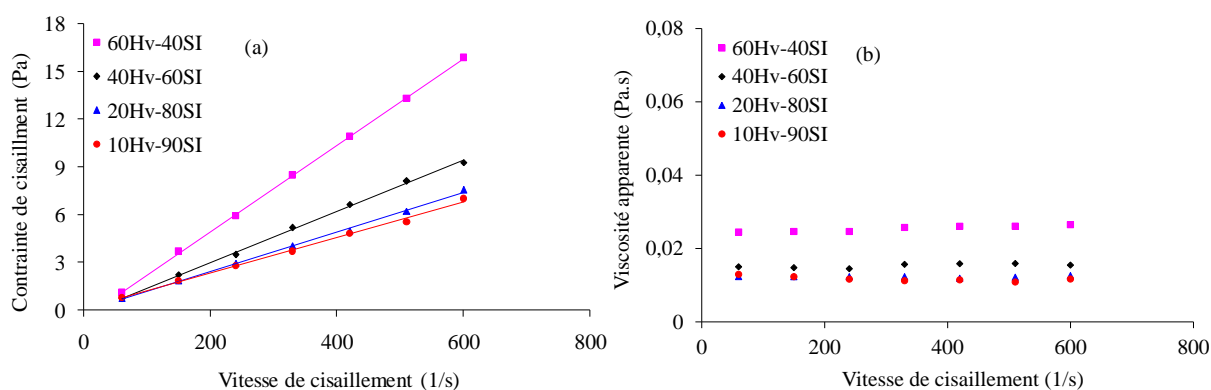 18
15
12
9
6
3
0
Contrainte de cisaillment (Pa)
(a)
60Hv-40SI
40Hv-60SI
20Hv-80SI
10Hv-90SI
0 200 400 600 800
Vitesse de cisaillement (1/s)
0,08
0,06
0,04
0,02
0
Viscosité apparente (Pa.s)
(b)
60Hv-40SI
40Hv-60SI
20Hv-80SI
10Hv-90SI
0 200 400 600 800
Vitesse de cisaillement (1/s)